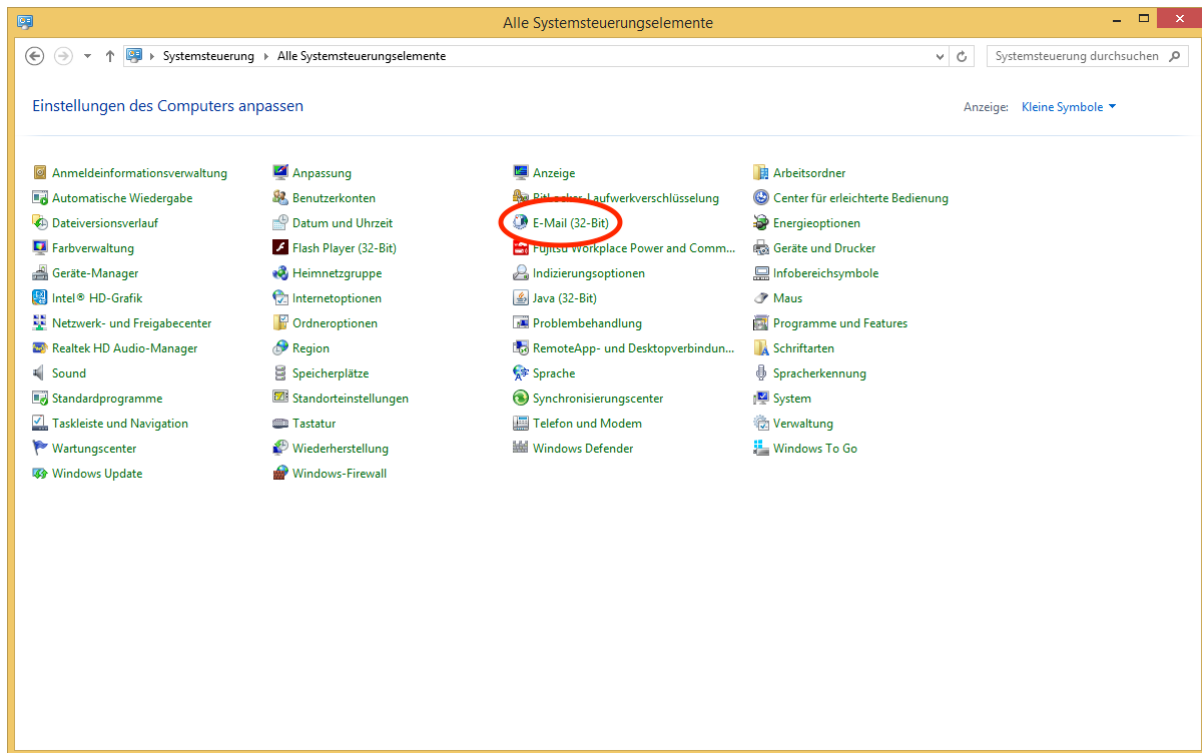 Alle Systemsteuerungselemente
Systemsteuerung Alle Systemsteuerungselemente Systemsteuerung durchsuchen
Einstellungen des Computers anpassen Anzeige: Kleine Symbole
Anmeldeinformationsverwaltung Anpassung Anzeige Arbeitsordner
Automatische Wiedergabe Benutzerkonten BitLocker-Laufwerkverschlüsselung Center für erleichterte Bedienung
Dateiversionsverlauf Datum und Uhrzeit E-Mail (32-Bit) Energieoptionen
Farbverwaltung Flash Player (32-Bit) Fujitsu Workplace Power and Comm... Geräte und Drucker
Geräte-Manager Heimnetzgruppe Indizierungsoptionen Infobereichsymbole
Intel® HD-Grafik Internetoptionen Java (32-Bit) Maus
Netzwerk- und Freigabecenter Ordneroptionen Problembehandlung Programme und Features
Realtek HD Audio-Manager Region RemoteApp- und Desktopverbindun... Schriftarten
Sound Speicherplätze Sprache Spracherkennung
Standardprogramme Standorteinstellungen Synchronisierungscenter System
Taskleiste und Navigation Tastatur Telefon und Modem Verwaltung
Wartungscenter Wiederherstellung Windows Defender Windows To Go
Windows Update Windows-Firewall